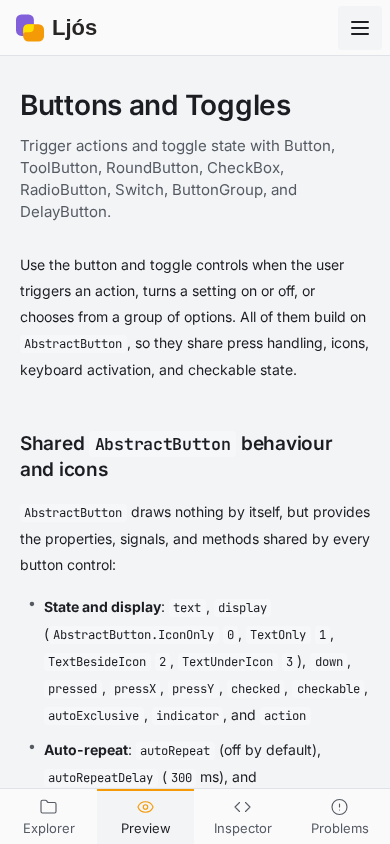 Ljós
Buttons and Toggles
Trigger actions and toggle state with Button,
ToolButton, RoundButton, CheckBox,
RadioButton, Switch, ButtonGroup, and
DelayButton.
Use the button and toggle controls when the user
triggers an action, turns a setting on or off, or
chooses from a group of options. All of them build on
AbstractButton, so they share press handling, icons,
keyboard activation, and checkable state.
Shared AbstractButton behaviour
and icons
AbstractButton draws nothing by itself, but provides
the properties, signals, and methods shared by every
button control:
• State and display: text, display
(AbstractButton.IconOnly 0, TextOnly 1,
TextBesideIcon 2, TextUnderIcon 3), down,
pressed, pressX, pressY, checked, checkable,
autoExclusive, indicator, and action
• Auto-repeat: autoRepeat (off by default),
autoRepeatDelay (300 ms), and
Explorer
Preview
Inspector
Problems